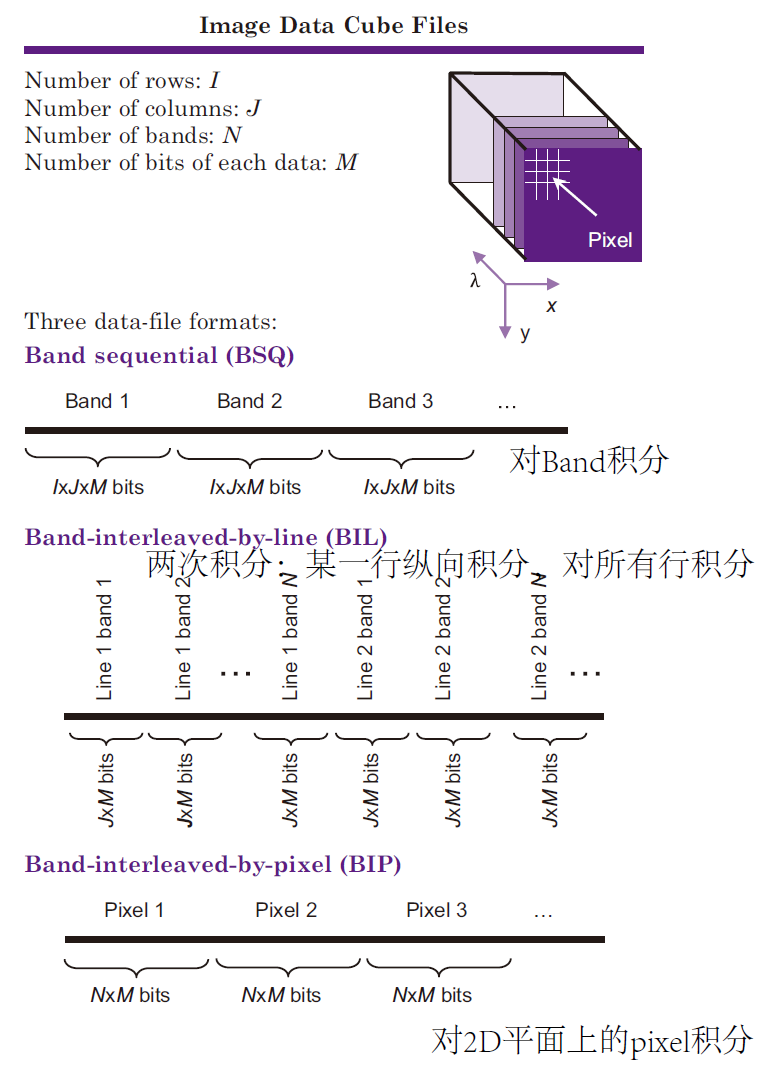 Image Data Cube Files
Number of rows: I
Number of columns: J
Number of bands: N
Number of bits of each data: M
Pixel
λ
x
y
Three data-file formats:
Band sequential (BSQ)
Band 1 Band 2 Band 3 ...
IxJxM bits IxJxM bits IxJxM bits
对Band积分
Band-interleaved-by-line (BIL)
两次积分：某一行纵向积分，对所有行积分
Line 1 band 1 Line 1 band 2 ... Line 1 band N Line 2 band 1 Line 2 band 2 Line 2 band N ...
JxM bits JxM bits JxM bits JxM bits JxM bits JxM bits
Band-interleaved-by-pixel (BIP)
Pixel 1 Pixel 2 Pixel 3 ...
NxM bits NxM bits NxM bits
对2D平面上的pixel积分